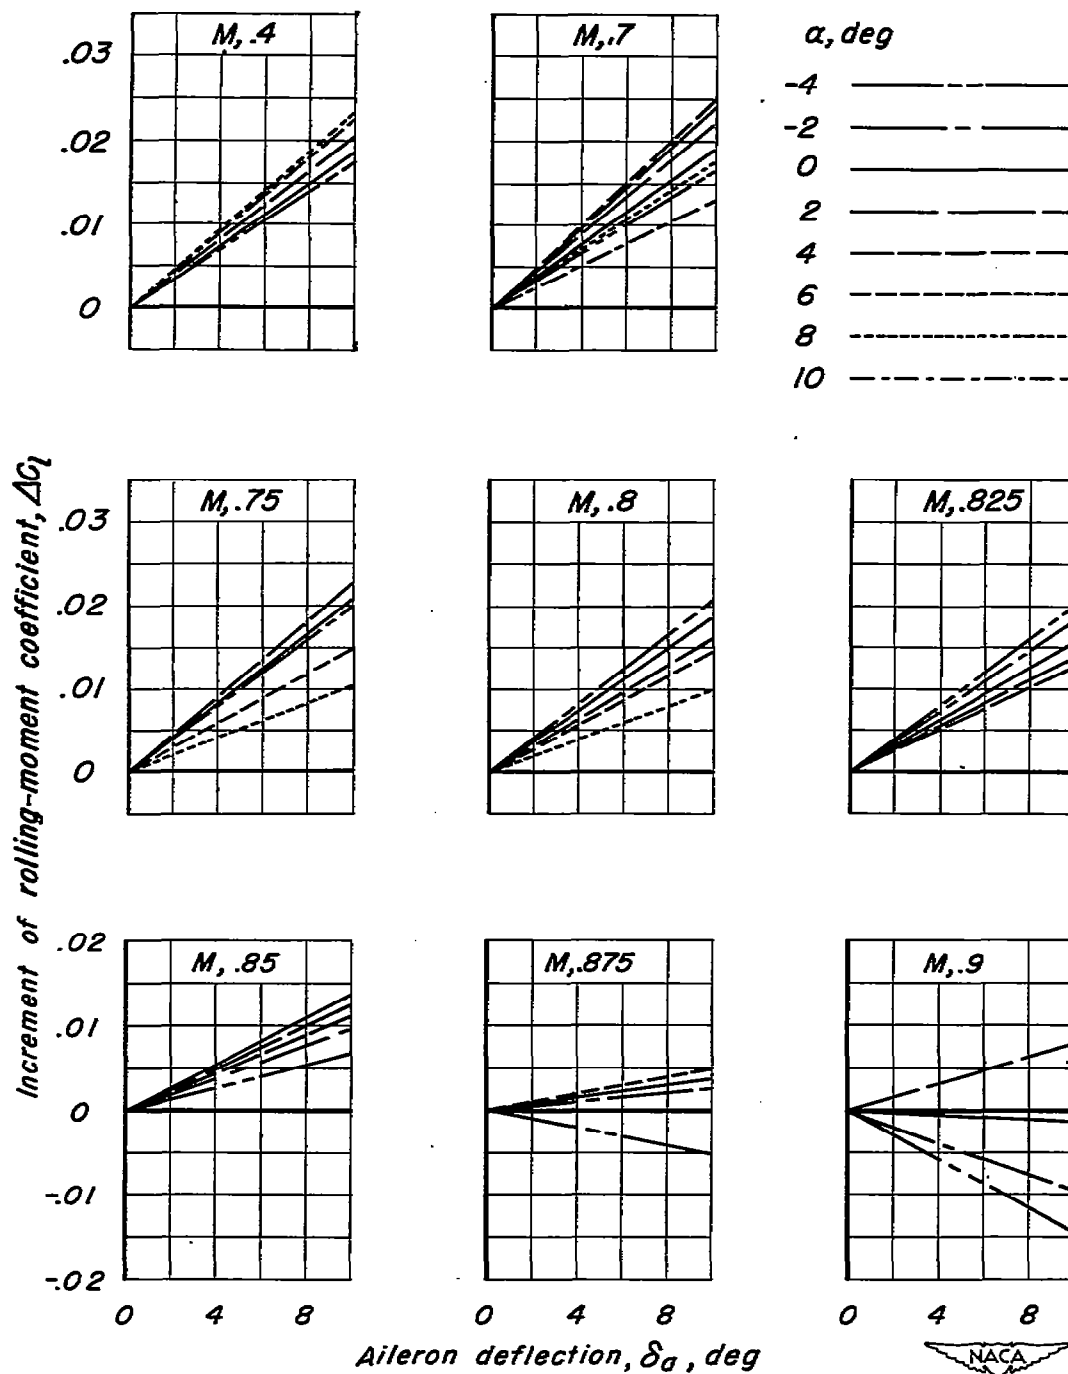 M, .4
M, .7
α, deg
.03
.02
.01
0
-4
-2
0
2
4
6
8
10
M, .75
M, .8
M, .825
.03
.02
.01
0
Increment of rolling-moment coefficient, ΔCl
M, .85
M, .875
M, .9
.02
.01
0
-.01
-.02
0 4 8
0 4 8
0 4 8
Aileron deflection, δa, deg
NACA